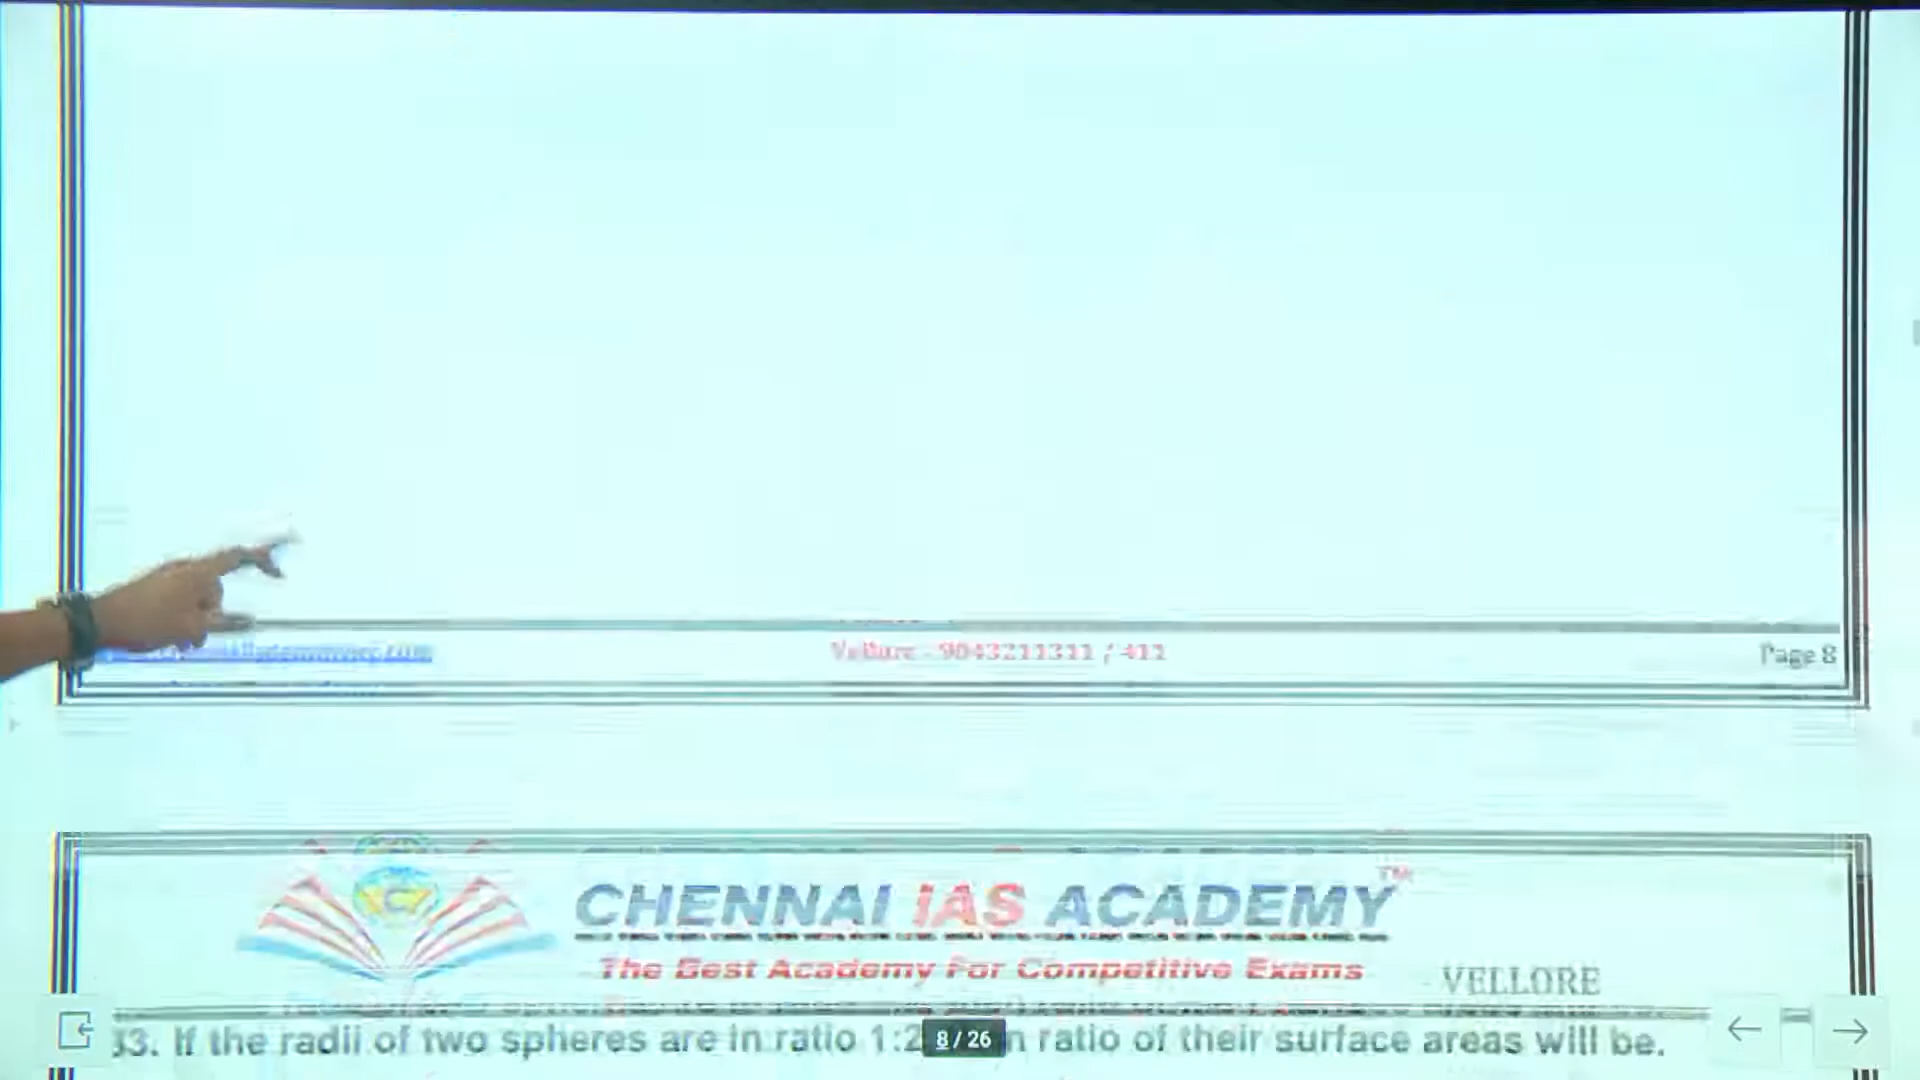 Vellore - 9043211311 / 411
Page 8
CHENNAI IAS ACADEMY
TM
The Best Academy For Competitive Exams
- VELLORE
33. If the radii of two spheres are in ratio 1:2 ratio of their surface areas will be.
8 / 26